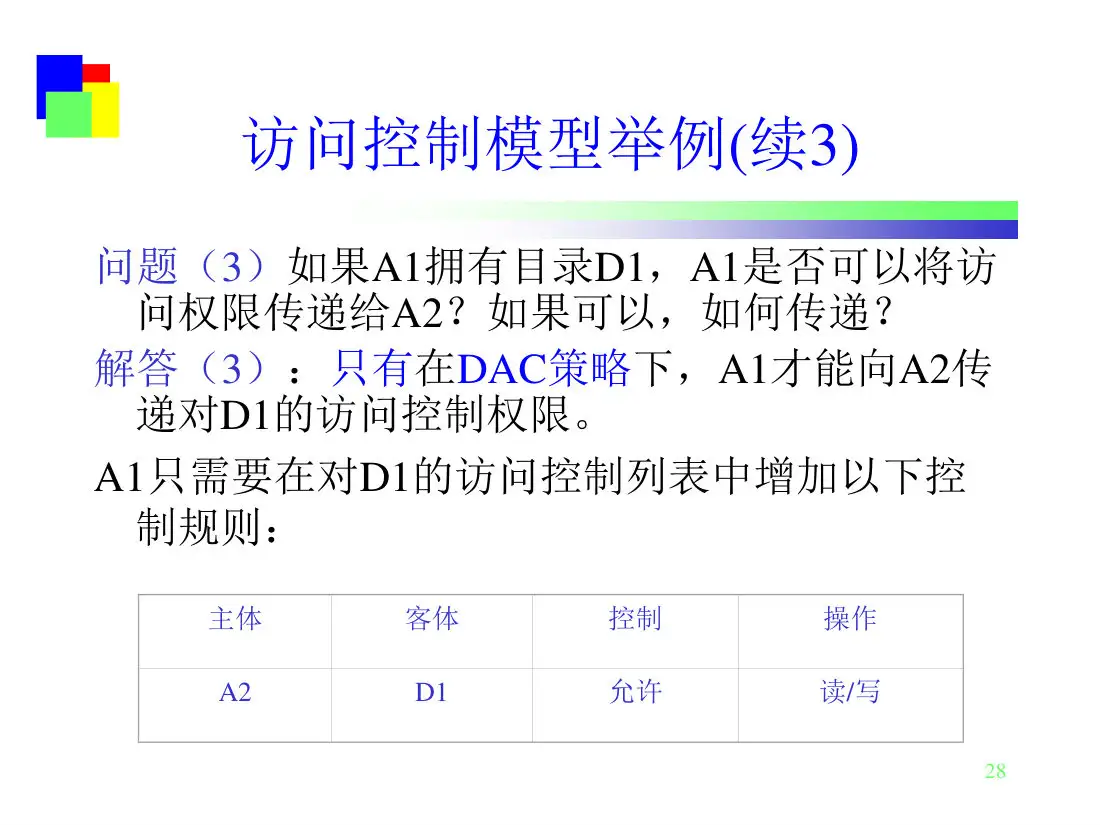 访问控制模型举例(续3)
问题（3）如果A1拥有目录D1，A1是否可以将访
问权限传递给A2？如果可以，如何传递？
解答（3）：只有在DAC策略下，A1才能向A2传
递对D1的访问控制权限。
A1只需要在对D1的访问控制列表中增加以下控
制规则：
主体 客体 控制 操作
A2 D1 允许 读/写
28